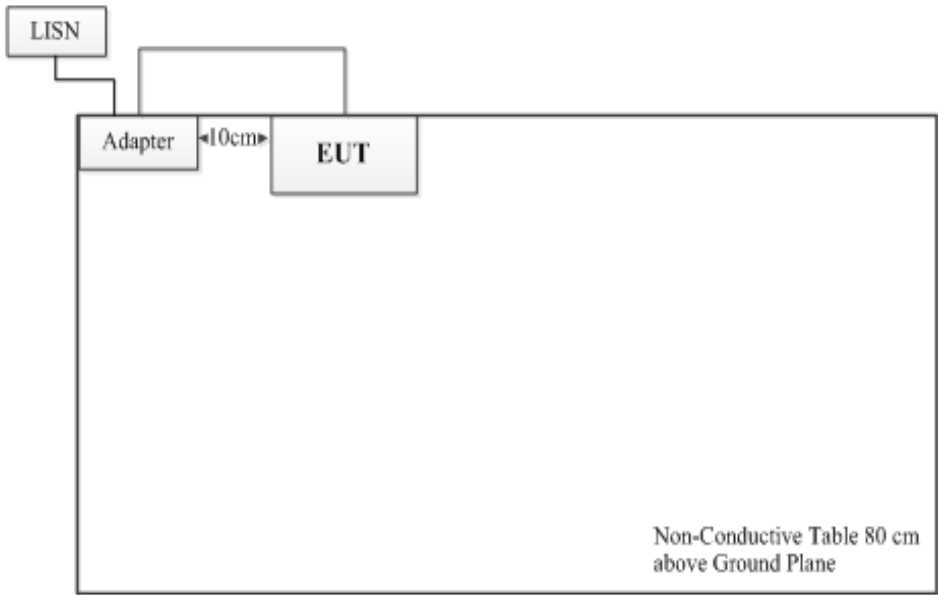 LISN
Adapter
10cm
EUT
Non-Conductive Table 80 cm
above Ground Plane